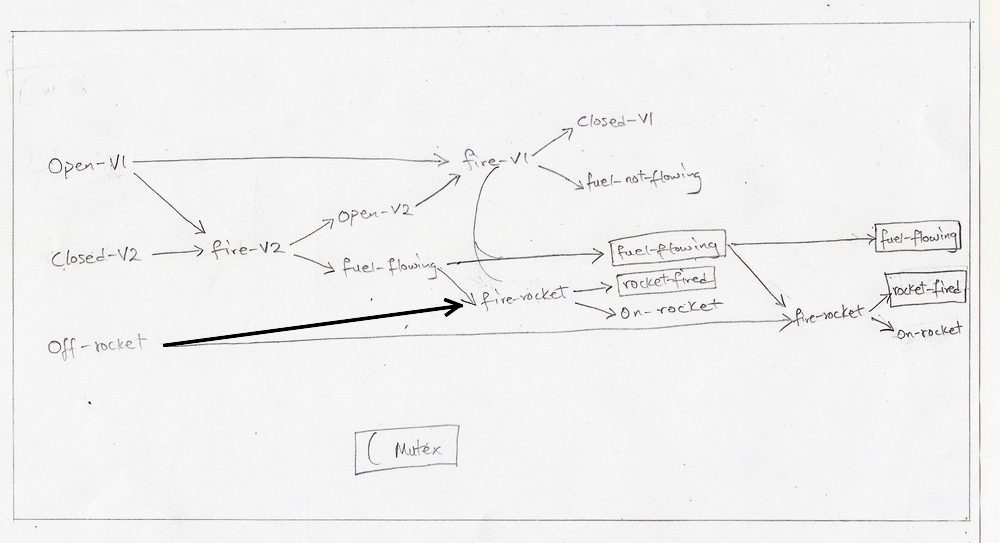 Closed-V1
Open-V1
fire-V1
fuel-not-flowing
Open-V2
Closed-V2
fire-V2
fuel-flowing
fuel-flowing
fuel-flowing
rocket-fired
rocket-fired
fire-rocket
On-rocket
fire-rocket
On-rocket
Off-rocket
( Mutex